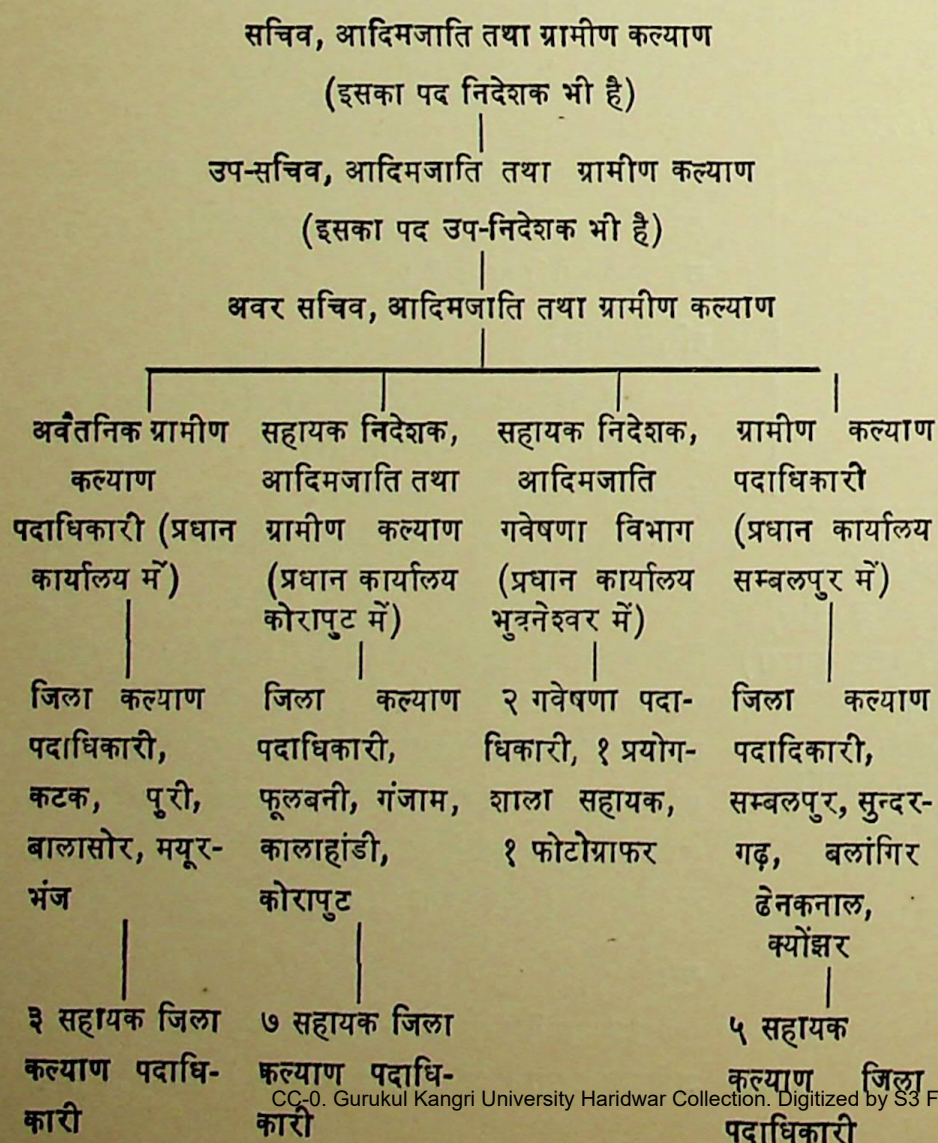 सचिव, आदिमजाति तथा ग्रामीण कल्याण
(इसका पद निदेशक भी है)
उप-सचिव, आदिमजाति तथा ग्रामीण कल्याण
(इसका पद उप-निदेशक भी है)
अवर सचिव, आदिमजाति तथा ग्रामीण कल्याण
अवैतनिक ग्रामीण
कल्याण
पदाधिकारी (प्रधान
कार्यालय में)
जिला कल्याण
पदाधिकारी,
कटक, पुरी,
बालासोर, मयूर-
भंज
३ सहायक जिला
कल्याण पदाधि-
कारी
सहायक निदेशक,
आदिमजाति तथा
ग्रामीण कल्याण
(प्रधान कार्यालय
कोरापुट में)
जिला कल्याण
पदाधिकारी,
फूलबनी, गंजाम,
कालाहांडी,
कोरापुट
७ सहायक जिला
कल्याण पदाधि-
कारी
सहायक निदेशक,
आदिमजाति
गवेषणा विभाग
(प्रधान कार्यालय
भुवनेश्वर में)
२ गवेषणा पदा-
धिकारी, १ प्रयोग-
शाला सहायक,
१ फोटोग्राफर
ग्रामीण कल्याण
पदाधिकारी
(प्रधान कार्यालय
सम्बलपुर में)
जिला कल्याण
पदादिकारी,
सम्बलपुर, सुन्दर-
गढ़, बलांगिर
ढेनकनाल,
क्योंझर
५ सहायक
कल्याण जिला
पदाधिकारी
CC-0. Gurukul Kangri University Haridwar Collection. Digitized by S3 F